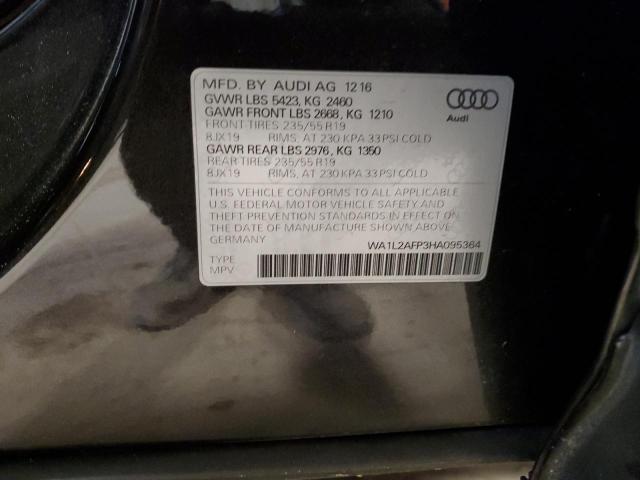 MFD. BY AUDI AG 12 16
GVWR LBS 5423, KG 2460
GAWR FRONT LBS 2668, KG 1210
FRONT TIRES 235/55 R19
8JX19 RIMS, AT 230 KPA 33 PSI COLD
GAWR REAR LBS 2976, KG 1350
REAR TIRES 235/55 R19
8JX19 RIMS, AT 230 KPA 33 PSI COLD
Audi
THIS VEHICLE CONFORMS TO ALL APPLICABLE
U.S. FEDERAL MOTOR VEHICLE SAFETY AND
THEFT PREVENTION STANDARDS IN EFFECT ON
THE DATE OF MANUFACTURE SHOWN ABOVE
GERMANY
WA1L2AFP3HA095364
TYPE
MPV